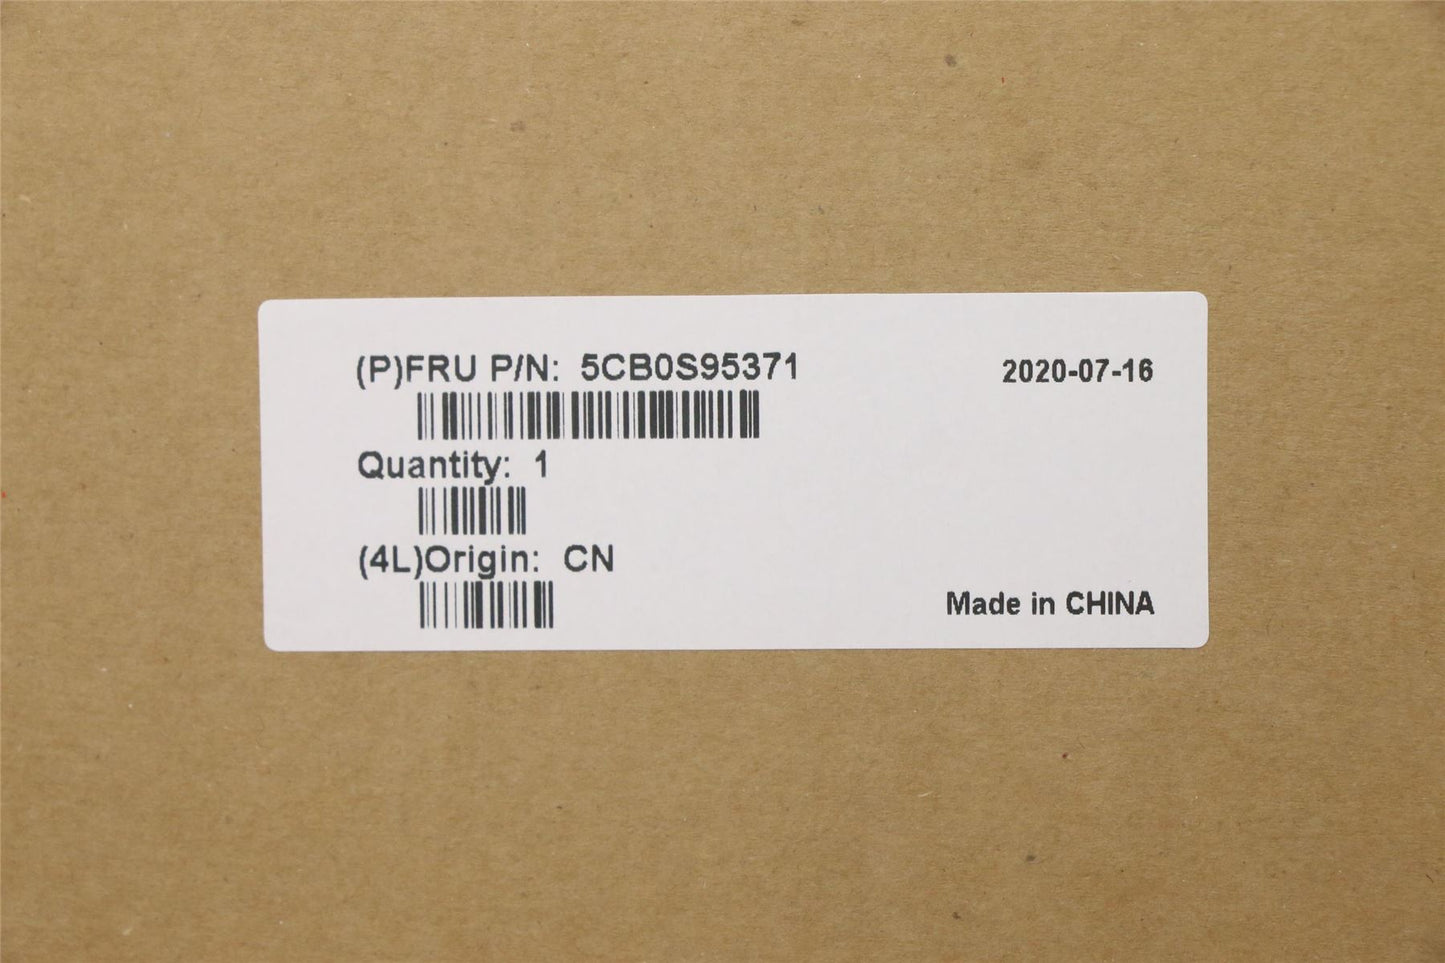 (P)FRU P/N: 5CB0S95371
2020-07-16
Quantity: 1
(4L)Origin: CN
Made in CHINA